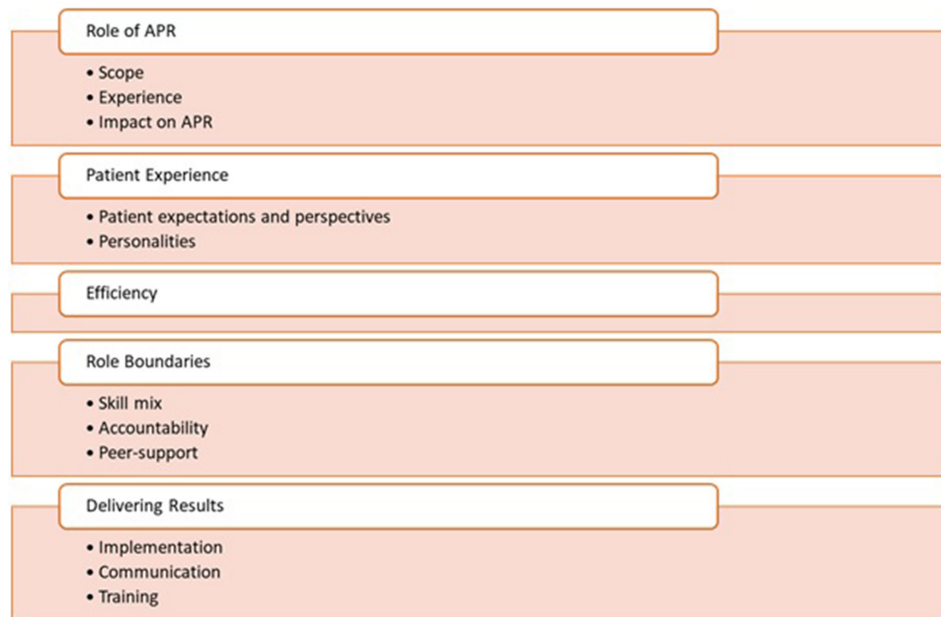 Role of APR
• Scope
• Experience
• Impact on APR
Patient Experience
• Patient expectations and perspectives
• Personalities
Efficiency
Role Boundaries
• Skill mix
• Accountability
• Peer-support
Delivering Results
• Implementation
• Communication
• Training